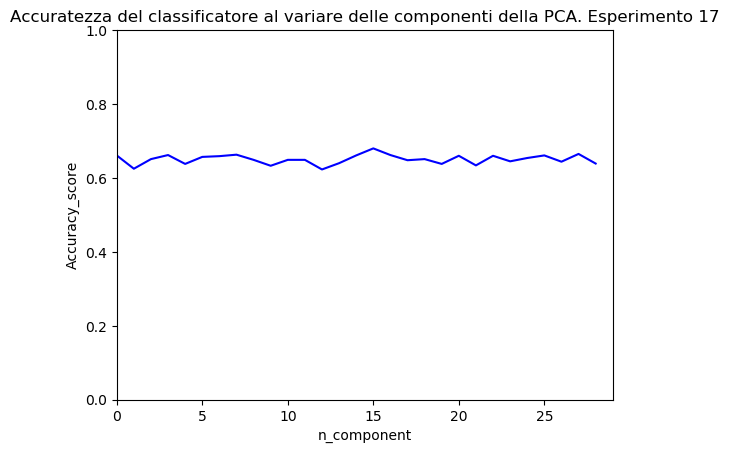 Accuratezza del classificatore al variare delle componenti della PCA. Esperimento 17
1.0
0.8
0.6
0.4
0.2
0.0
Accuracy_score
0 5 10 15 20 25
n_component